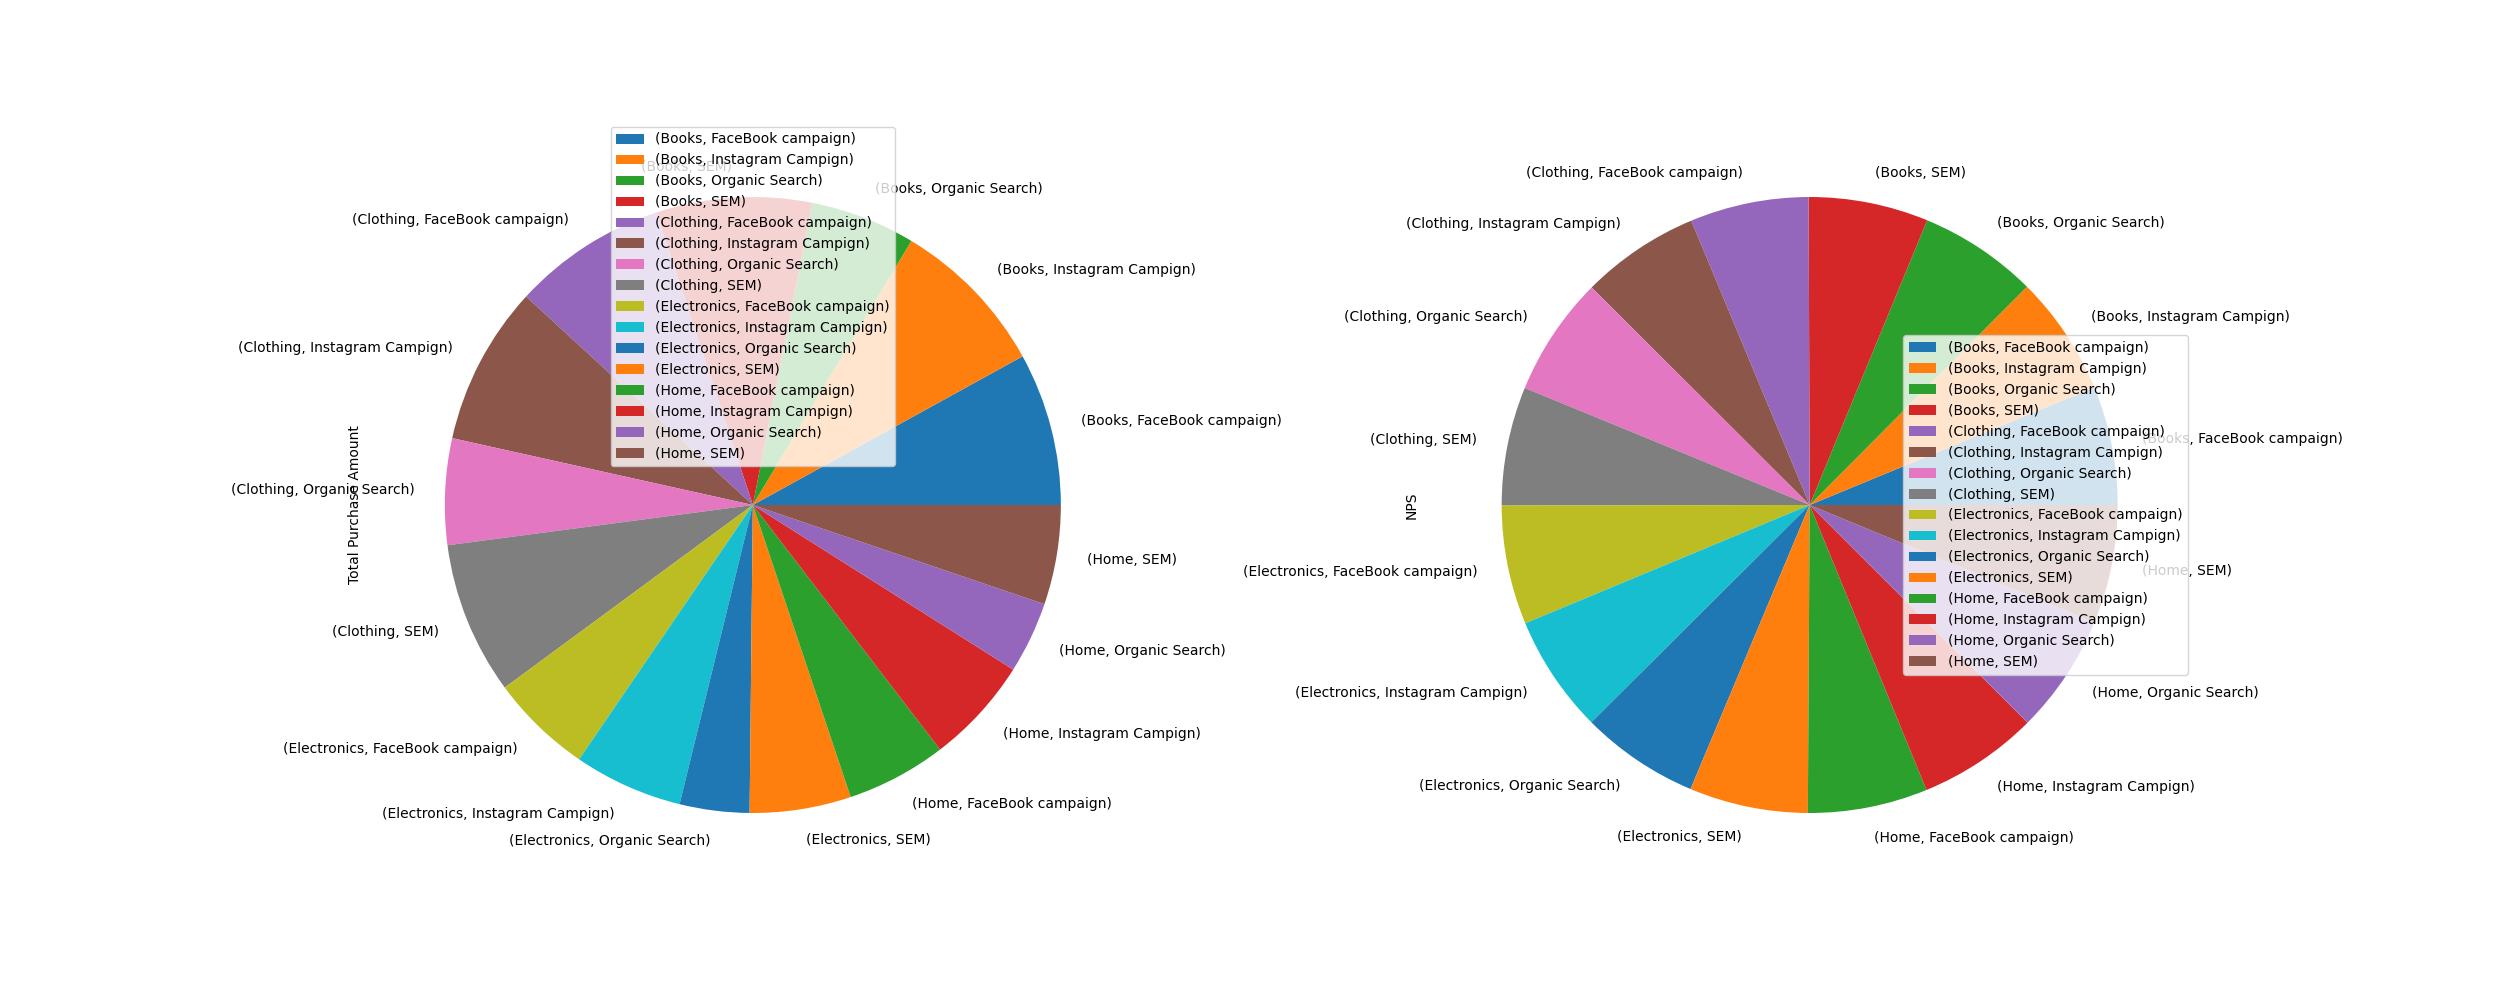 (Books, FaceBook campaign)
(Books, Instagram Campign)
(Books, SEM)
(Books, Organic Search)
(Books, SEM)
(Clothing, FaceBook campaign)
(Clothing, Instagram Campign)
(Clothing, Organic Search)
(Clothing, SEM)
(Electronics, FaceBook campaign)
(Electronics, Instagram Campign)
(Electronics, Organic Search)
(Electronics, SEM)
(Home, FaceBook campaign)
(Home, Instagram Campign)
(Home, Organic Search)
(Home, SEM)
(Books, Organic Search)
(Clothing, FaceBook campaign)
(Books, Instagram Campign)
(Clothing, Instagram Campign)
(Books, FaceBook campaign)
Total Purchase Amount
(Clothing, Organic Search)
(Home, SEM)
(Clothing, SEM)
(Home, Organic Search)
(Home, Instagram Campign)
(Electronics, FaceBook campaign)
(Home, FaceBook campaign)
(Electronics, Instagram Campign)
(Electronics, Organic Search)
(Electronics, SEM)
(Clothing, FaceBook campaign)
(Books, SEM)
(Clothing, Instagram Campign)
(Books, Organic Search)
(Clothing, Organic Search)
(Books, Instagram Campign)
(Books, FaceBook campaign)
(Books, Instagram Campign)
(Books, Organic Search)
(Books, SEM)
(Clothing, FaceBook campaign)
(Clothing, Instagram Campign)
(Clothing, Organic Search)
(Clothing, SEM)
(Electronics, FaceBook campaign)
(Electronics, Instagram Campign)
(Electronics, Organic Search)
(Electronics, SEM)
(Home, FaceBook campaign)
(Home, Instagram Campign)
(Home, Organic Search)
(Home, SEM)
(Clothing, SEM)
(Books, FaceBook campaign)
NPS
(Electronics, FaceBook campaign)
(Home, SEM)
(Electronics, Instagram Campign)
(Home, Organic Search)
(Electronics, Organic Search)
(Home, Instagram Campign)
(Electronics, SEM)
(Home, FaceBook campaign)